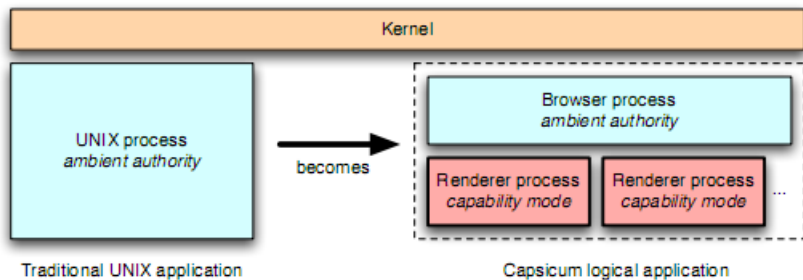 Kernel
UNIX process
ambient authority
becomes
Browser process
ambient authority
Renderer process
capability mode
Renderer process
capability mode
...
Traditional UNIX application
Capsicum logical application